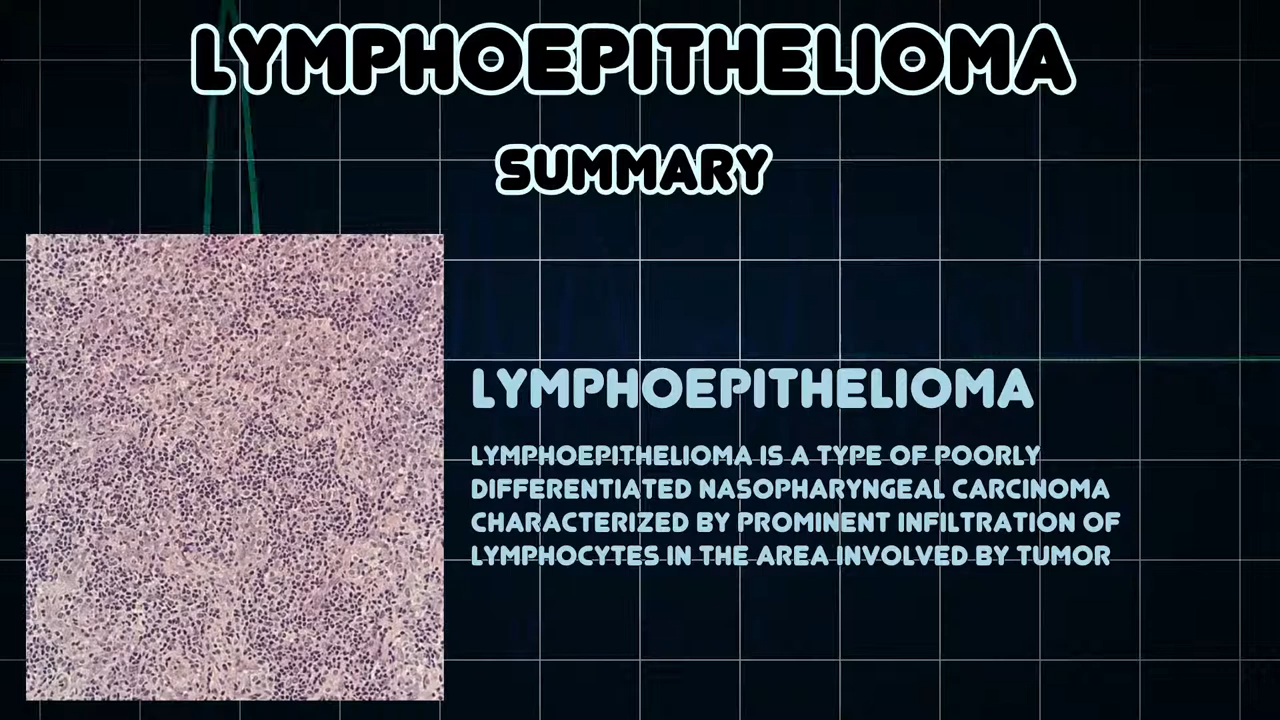 LYMPHOEPITHELIOMA
SUMMARY
LYMPHOEPITHELIOMA
LYMPHOEPITHELIOMA IS A TYPE OF POORLY
DIFFERENTIATED NASOPHARYNGEAL CARCINOMA
CHARACTERIZED BY PROMINENT INFILTRATION OF
LYMPHOCYTES IN THE AREA INVOLVED BY TUMOR